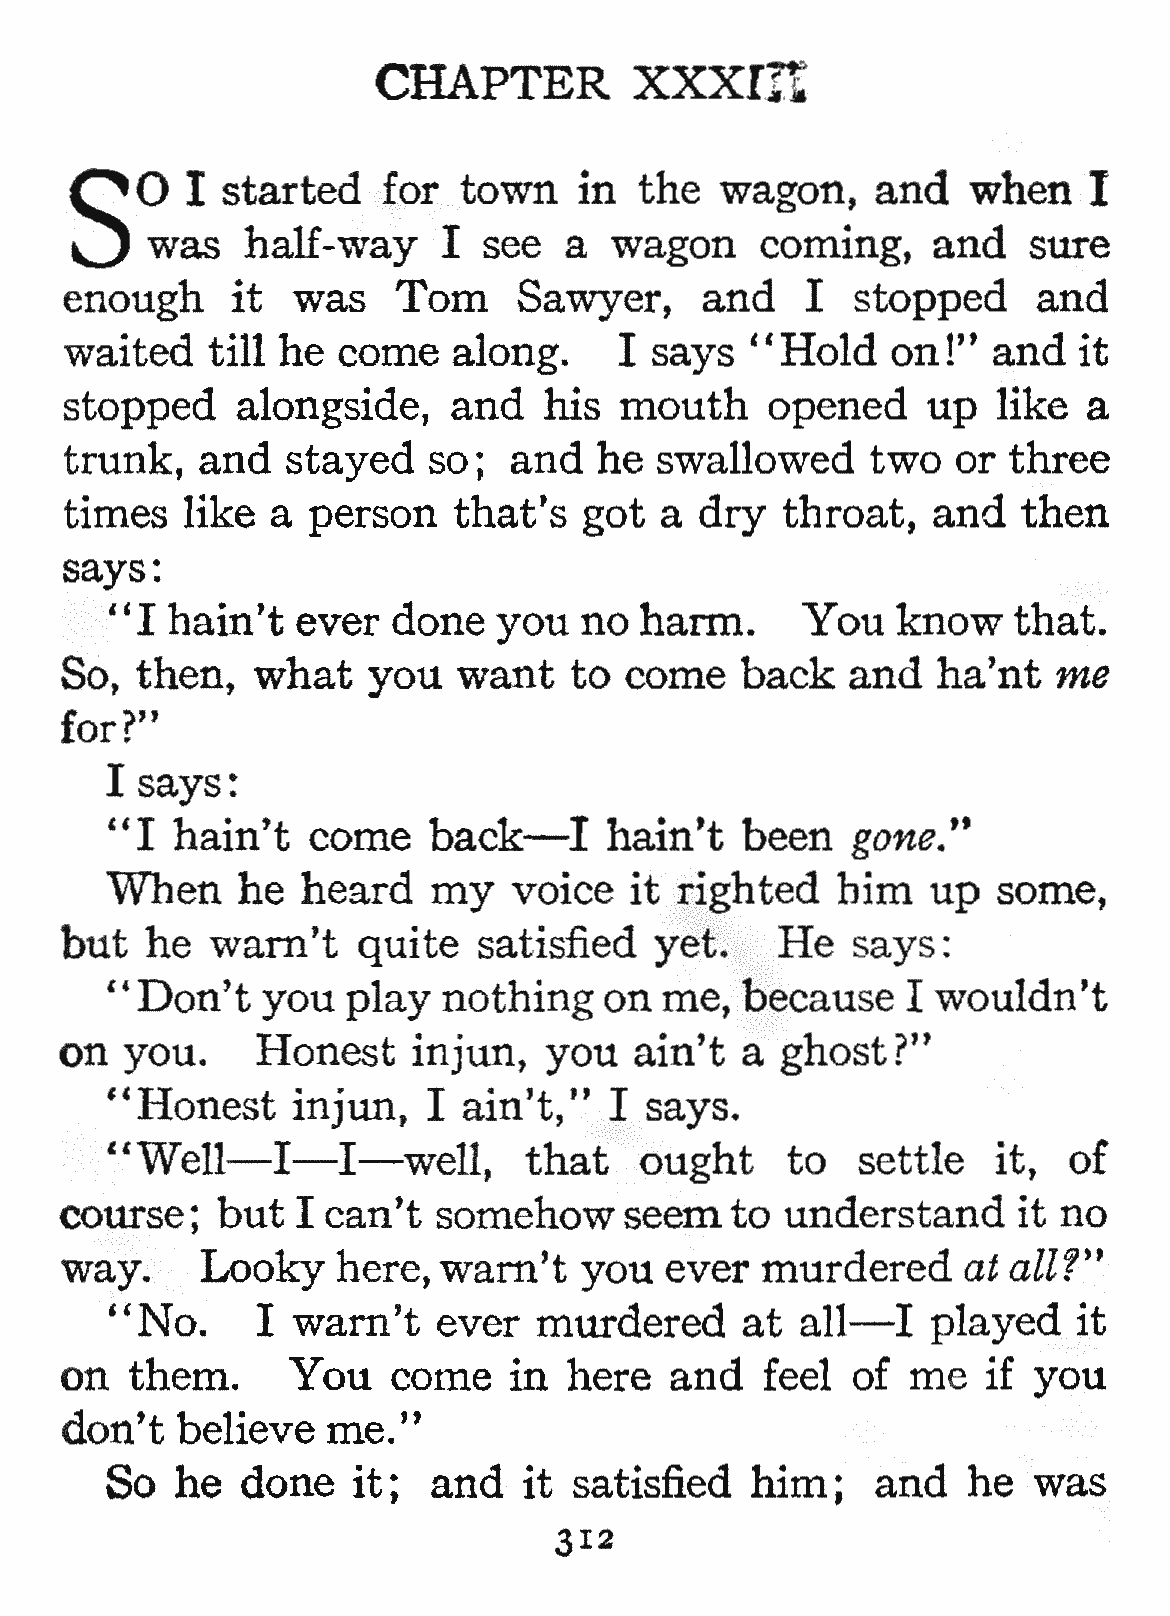 CHAPTER XXXIII
SO I started for town in the wagon, and when I
was half-way I see a wagon coming, and sure
enough it was Tom Sawyer, and I stopped and
waited till he come along. I says "Hold on!" and it
stopped alongside, and his mouth opened up like a
trunk, and stayed so; and he swallowed two or three
times like a person that's got a dry throat, and then
says:
"I hain't ever done you no harm. You know that.
So, then, what you want to come back and ha'nt me
for?"
I says:
"I hain't come back—I hain't been gone."
When he heard my voice it righted him up some,
but he warn't quite satisfied yet. He says:
"Don't you play nothing on me, because I wouldn't
on you. Honest injun, you ain't a ghost?"
"Honest injun, I ain't," I says.
"Well—I—I—well, that ought to settle it, of
course; but I can't somehow seem to understand it no
way. Looky here, warn't you ever murdered at all?"
"No. I warn't ever murdered at all—I played it
on them. You come in here and feel of me if you
don't believe me."
So he done it; and it satisfied him; and he was
312